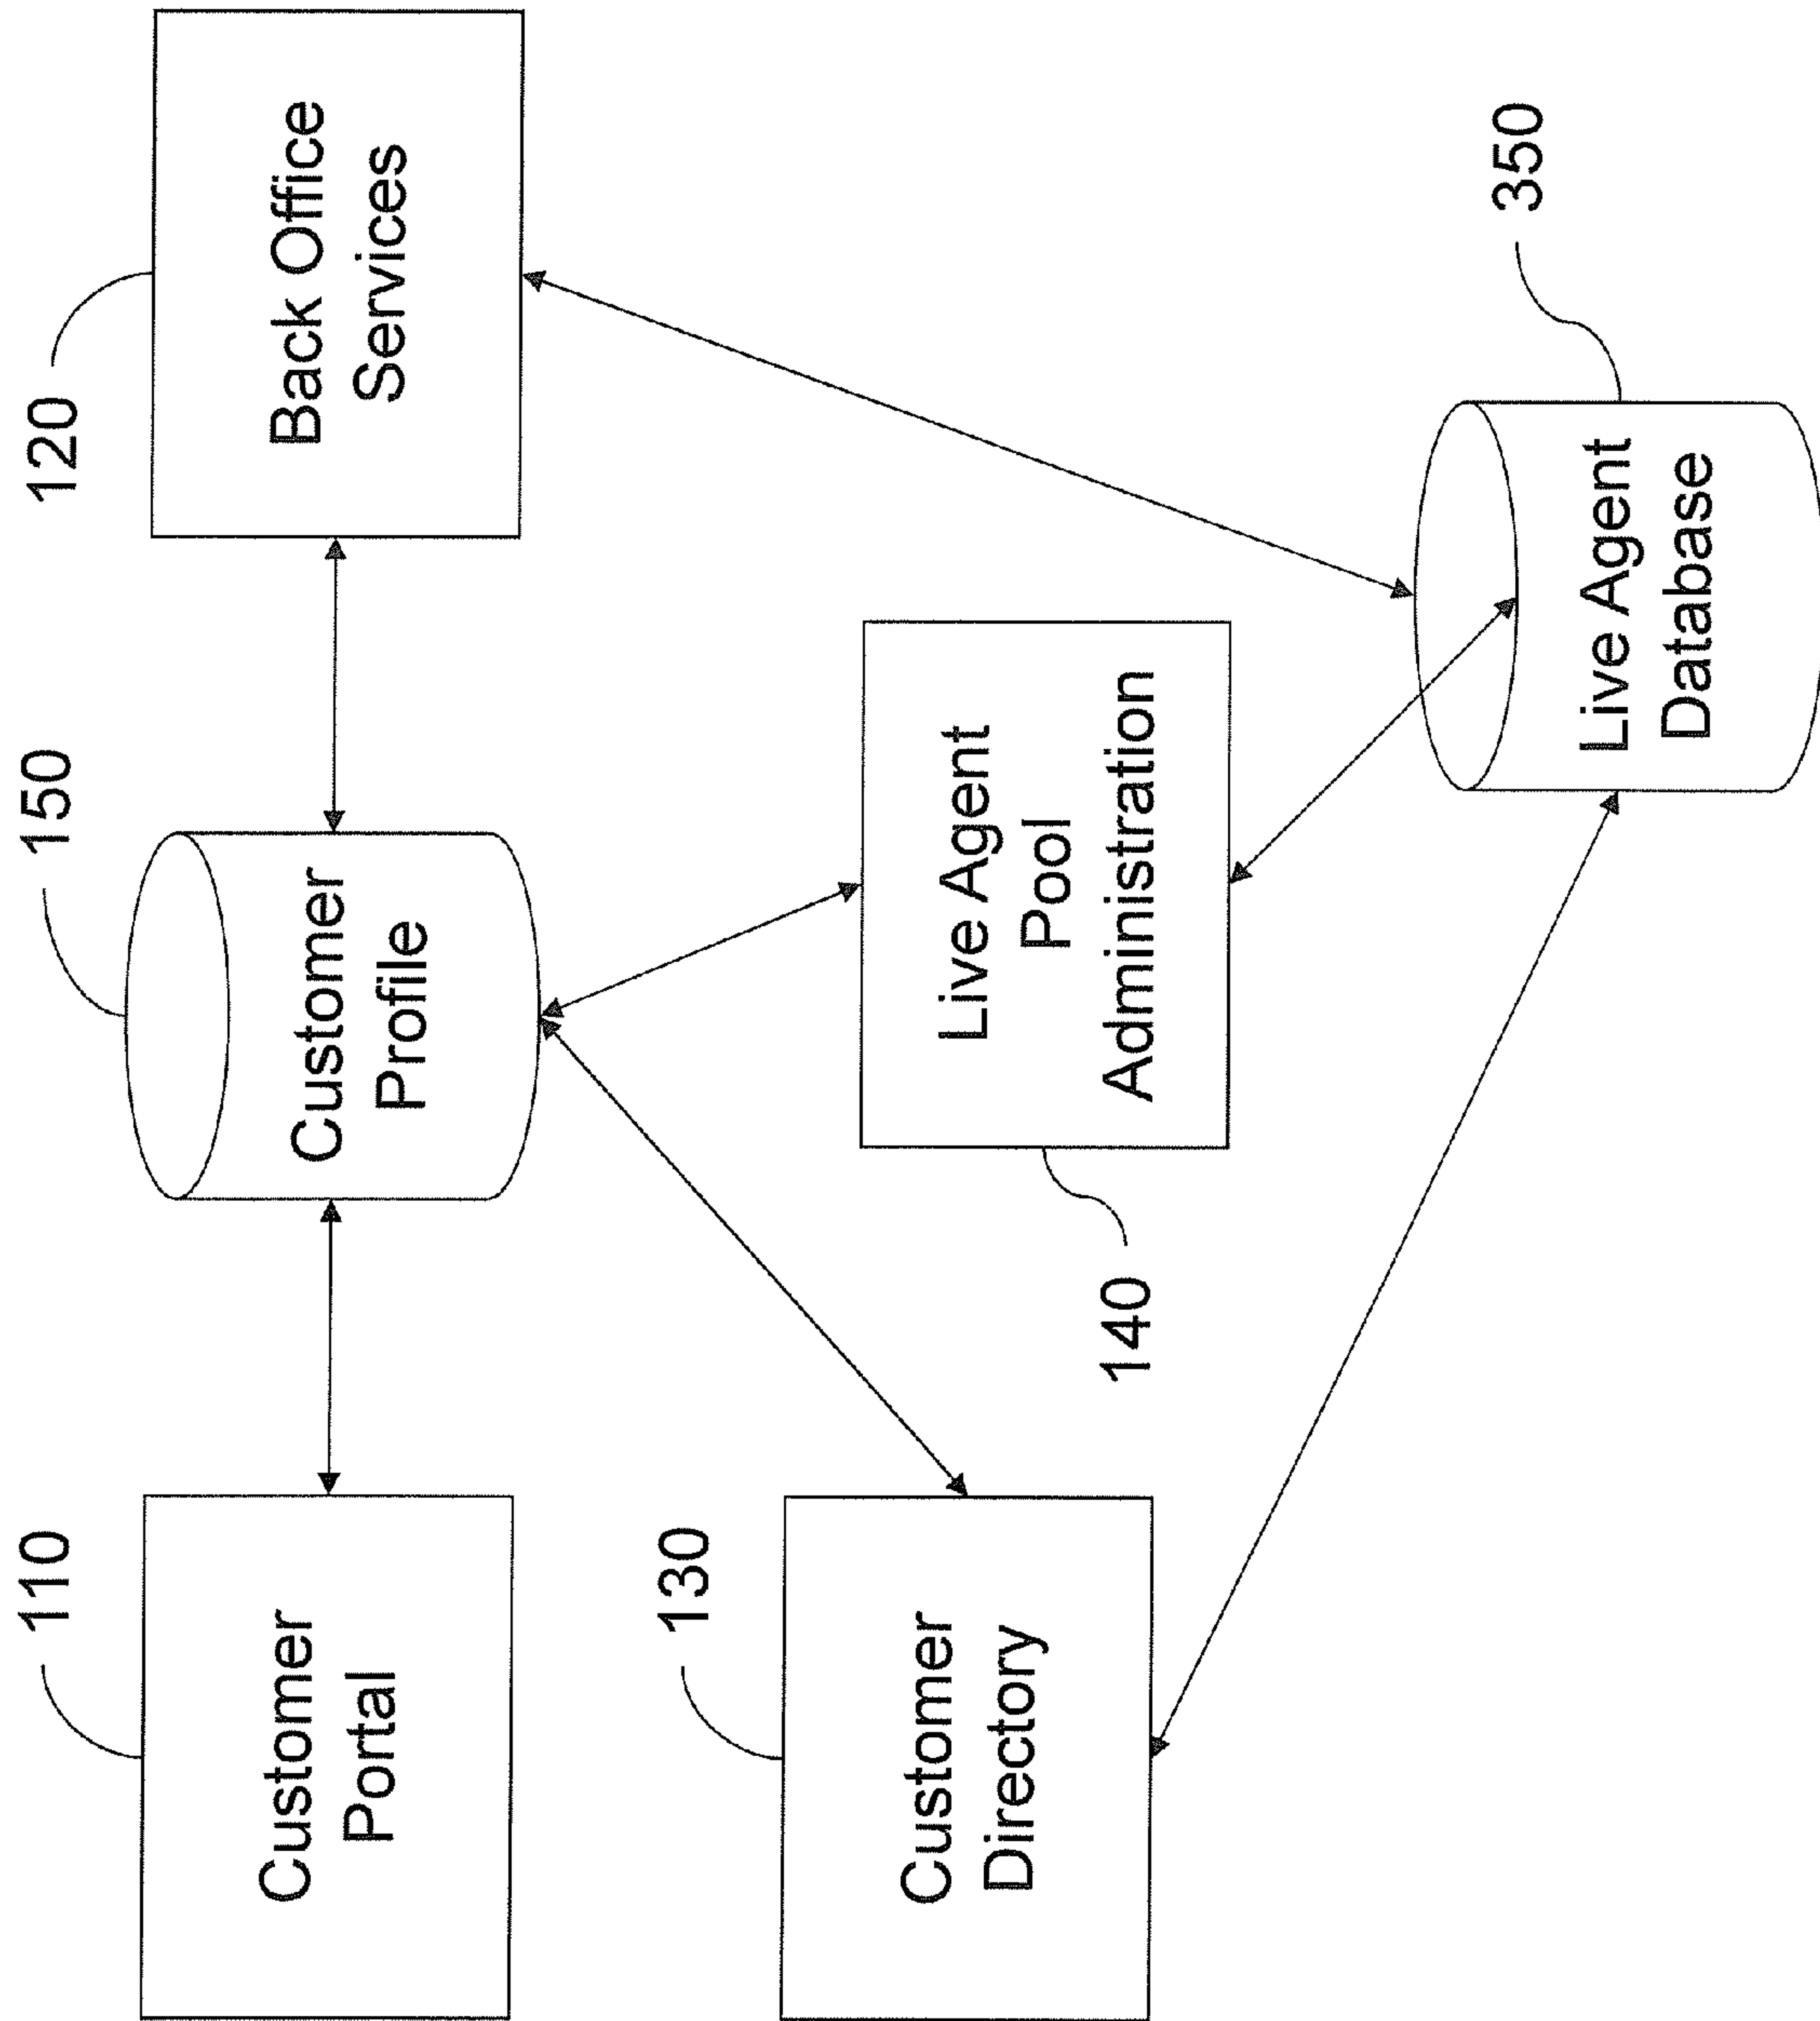 110
Customer
Portal
150
Customer
Profile
120
Back Office
Services
130
Customer
Directory
140
Live Agent
Pool
Administration
350
Live Agent
Database